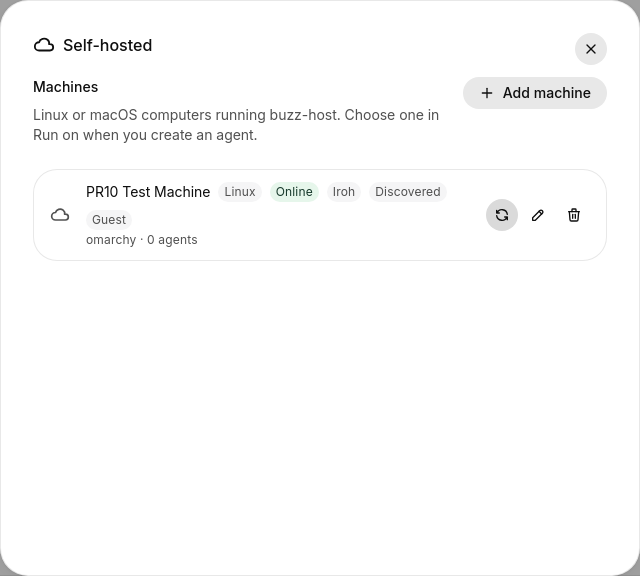 Self-hosted
Machines
Add machine
Linux or macOS computers running buzz-host. Choose one in
Run on when you create an agent.
PR10 Test Machine Linux Online Iroh Discovered
Guest
omarchy · 0 agents